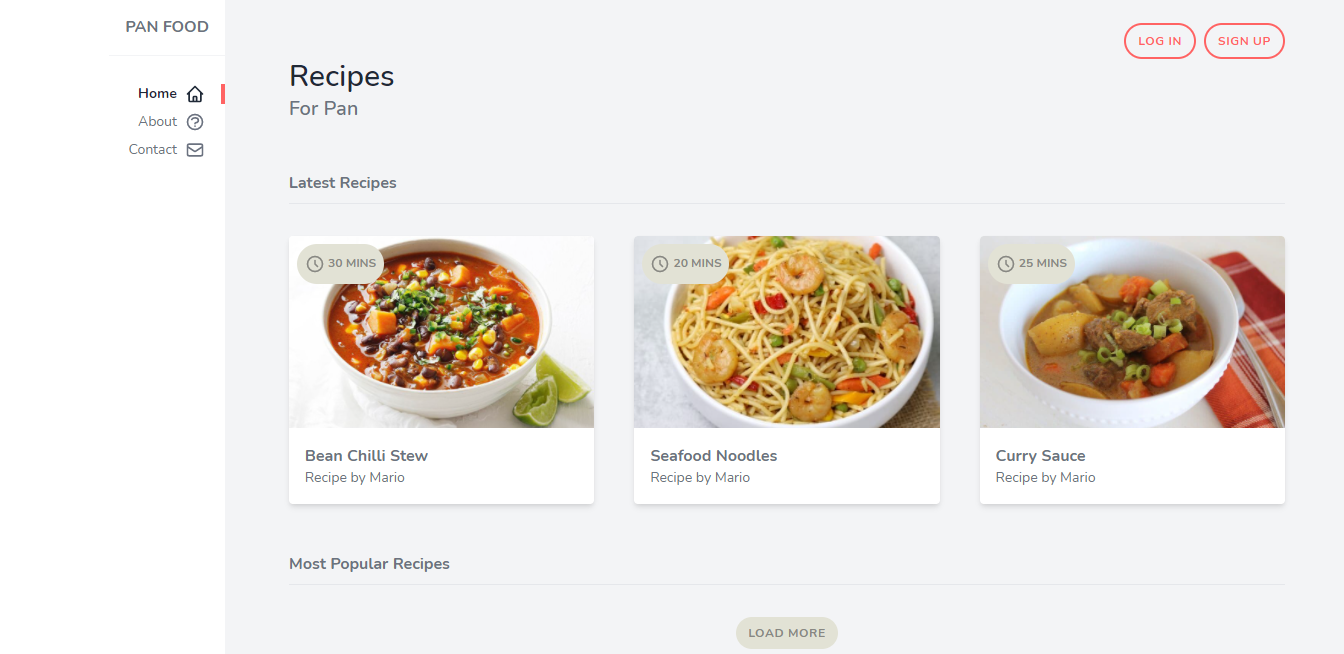 PAN FOOD
Home
About
Contact
LOG IN
SIGN UP
Recipes
For Pan
Latest Recipes
30 MINS
20 MINS
25 MINS
Bean Chilli Stew
Recipe by Mario
Seafood Noodles
Recipe by Mario
Curry Sauce
Recipe by Mario
Most Popular Recipes
LOAD MORE